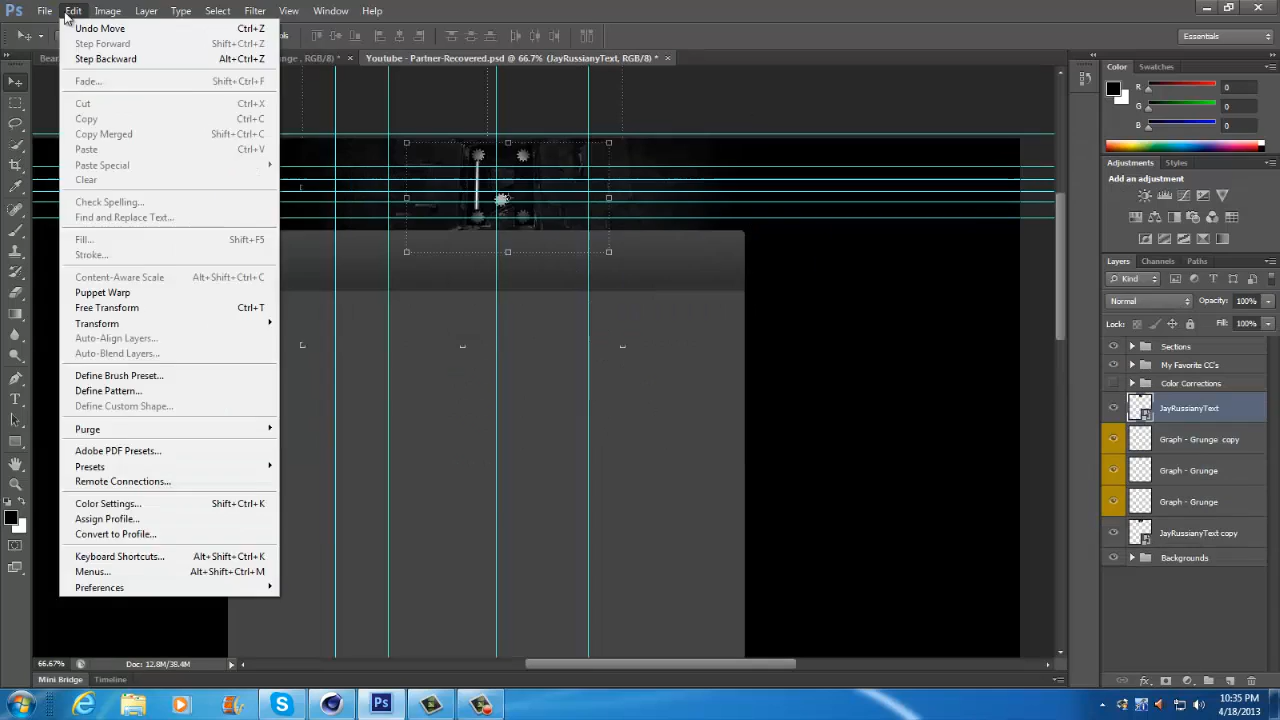 Ps File Edit Image Layer Type Select Filter View Window Help
Essentials
Bear
nge , RGB/8) * × Youtube - Partner-Recovered.psd @ 66.7% (JayRussianyText, RGB/8) * ×
Undo Move Ctrl+Z
Step Forward Shift+Ctrl+Z
Step Backward Alt+Ctrl+Z
Fade... Shift+Ctrl+F
Cut Ctrl+X
Copy Ctrl+C
Copy Merged Shift+Ctrl+C
Paste Ctrl+V
Paste Special
Clear
Check Spelling...
Find and Replace Text...
Fill... Shift+F5
Stroke...
Content-Aware Scale Alt+Shift+Ctrl+C
Puppet Warp
Free Transform Ctrl+T
Transform
Auto-Align Layers...
Auto-Blend Layers...
Define Brush Preset...
Define Pattern...
Define Custom Shape...
Purge
Adobe PDF Presets...
Presets
Remote Connections...
Color Settings... Shift+Ctrl+K
Assign Profile...
Convert to Profile...
Keyboard Shortcuts... Alt+Shift+Ctrl+K
Menus... Alt+Shift+Ctrl+M
Preferences
Color Swatches
R 0
G 0
B 0
Adjustments Styles
Add an adjustment
Layers Channels Paths
Kind
Normal Opacity: 100%
Lock: Fill: 100%
Sections
My Favorite CC's
Color Corrections
JayRussianyText
Graph - Grunge copy
Graph - Grunge
Graph - Grunge
JayRussianyText copy
Backgrounds
66.67% Doc: 12.8M/38.4M
Mini Bridge Timeline
10:35 PM
4/18/2013